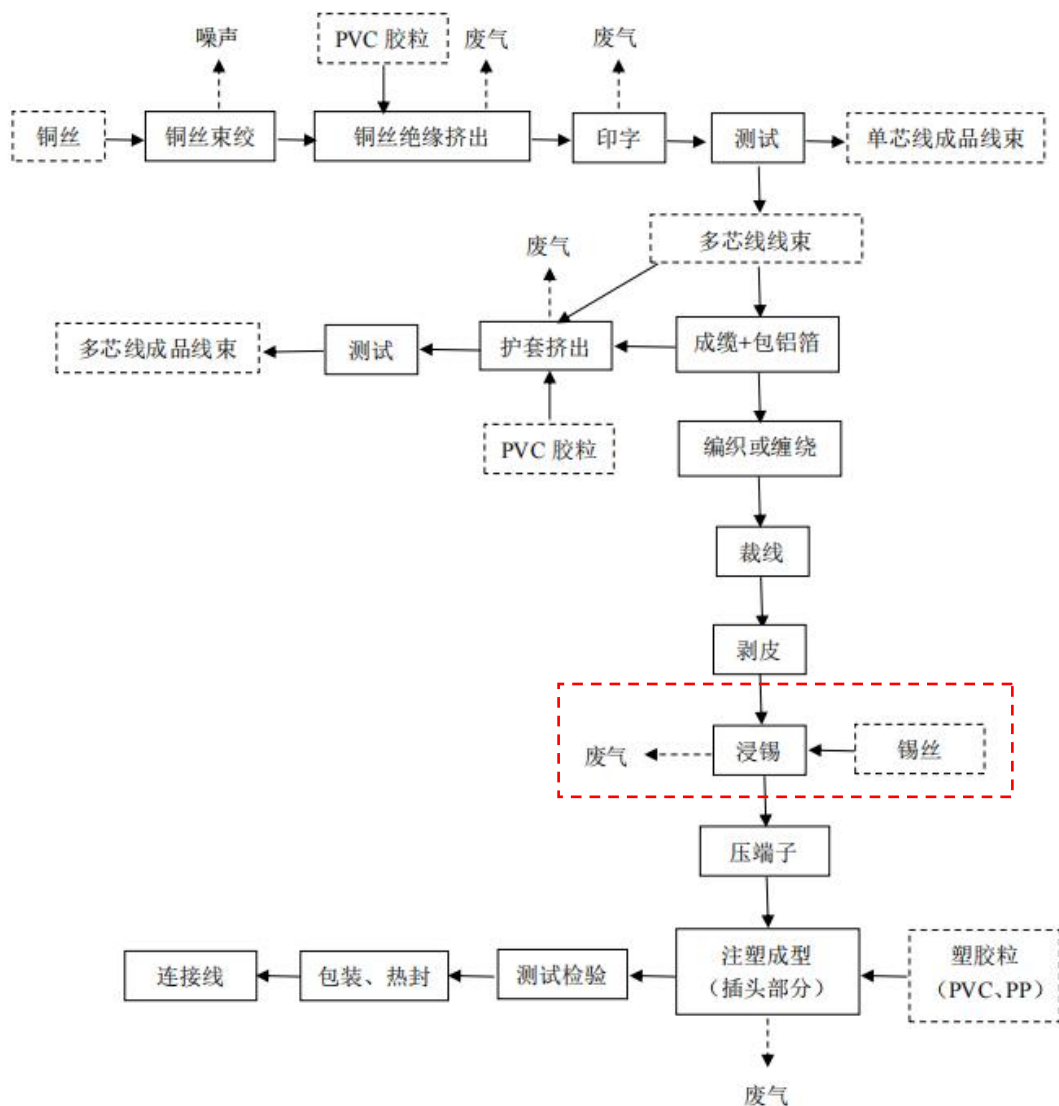 噪声
PVC 胶粒
废气
废气
铜丝
铜丝束绞
铜丝绝缘挤出
印字
测试
单芯线成品线束
多芯线线束
废气
多芯线成品线束
测试
护套挤出
成缆+包铝箔
PVC 胶粒
编织或缠绕
裁线
剥皮
废气
浸锡
锡丝
压端子
连接线
包装、热封
测试检验
注塑成型
（插头部分）
塑胶粒
（PVC、PP）
废气